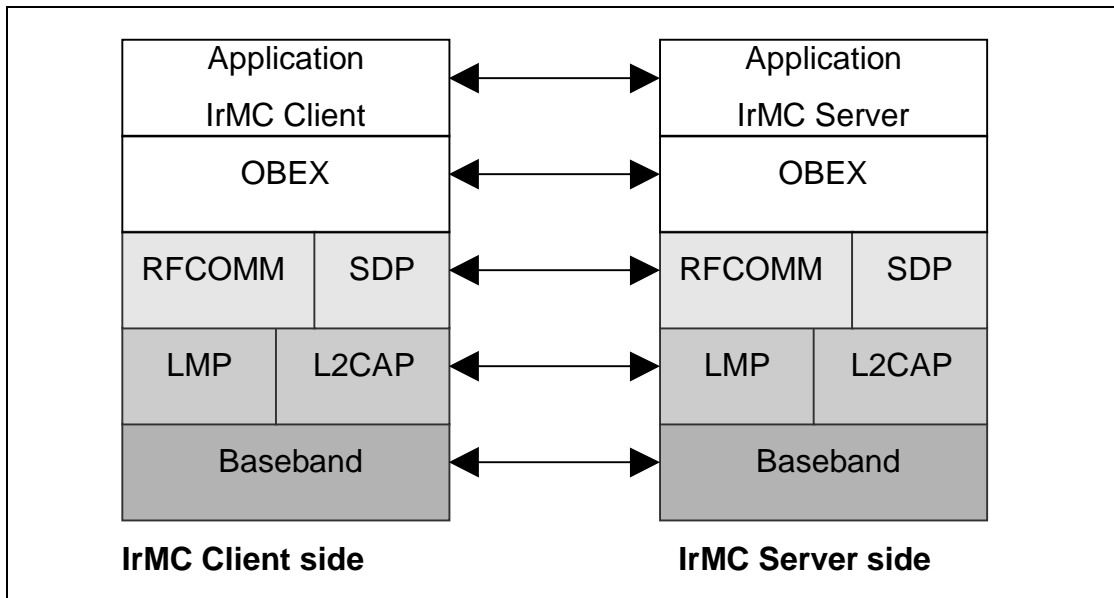 Application
IrMC Client
OBEX
RFCOMM SDP
LMP L2CAP
Baseband
IrMC Client side
Application
IrMC Server
OBEX
RFCOMM SDP
LMP L2CAP
Baseband
IrMC Server side